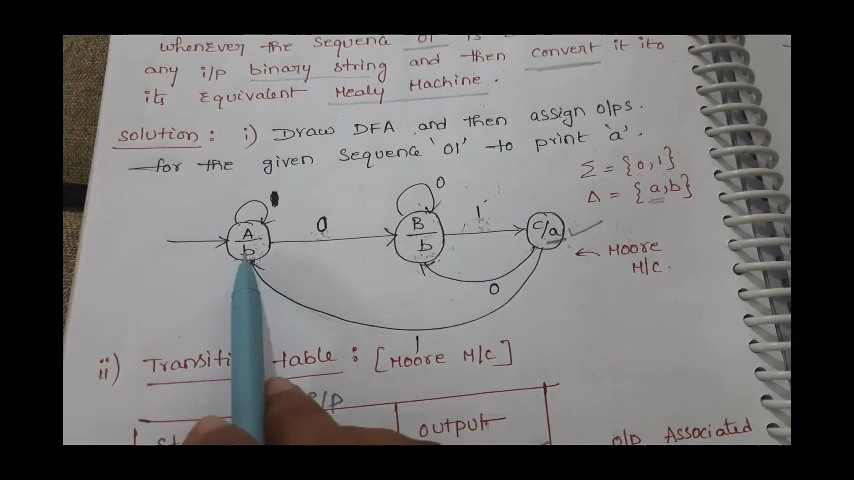 whenever the sequence 01 is
any i/p binary string and then convert it ito
its Equivalent Mealy Machine.
solution: i) Draw DFA and then assign o/ps.
for the given sequence '01' to print 'a'.
Σ = {0,1}
Δ = {a,b}
0
0
1
A
b
B
b
C/a
← Moore
M/C.
0
1
ii) Transiti table: [Moore M/C]
I/P
output
o/p Associated